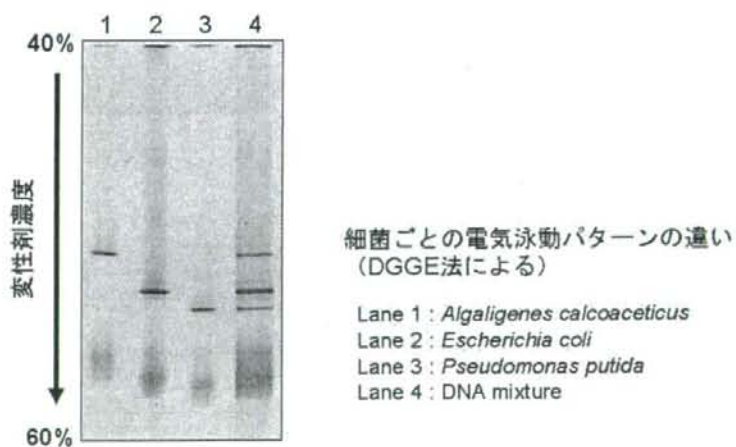 1 2 3 4
40%
変性剤濃度
60%
細菌ごとの電気泳動パターンの違い
（DGGE法による）
Lane 1 : Algaligenes calcoaceticus
Lane 2 : Escherichia coli
Lane 3 : Pseudomonas putida
Lane 4 : DNA mixture